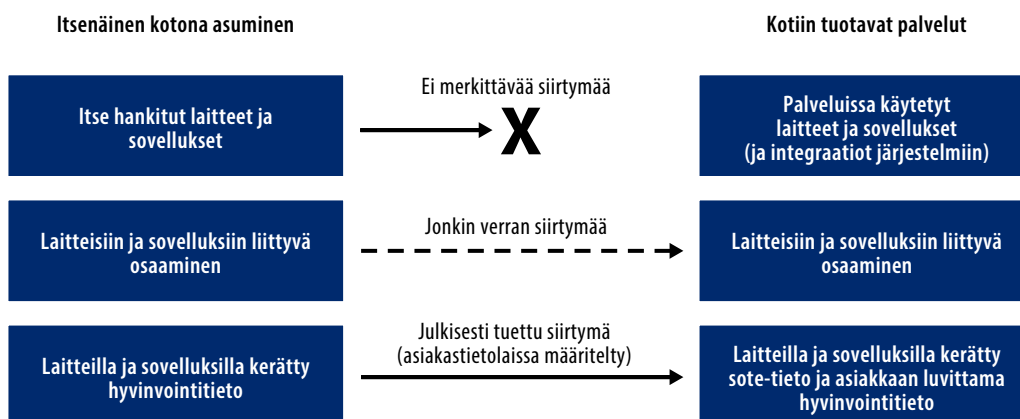 Itsenäinen kotona asuminen
Kotiin tuotavat palvelut
Itse hankitut laitteet ja
sovellukset
Ei merkittävää siirtymää
X
Palveluissa käytetyt
laitteet ja sovellukset
(ja integraatiot järjestelmiin)
Laitteisiin ja sovelluksiin liittyvä
osaaminen
Jonkin verran siirtymää
Laitteisiin ja sovelluksiin liittyvä
osaaminen
Laitteilla ja sovelluksilla kerätty
hyvinvointitieto
Julkisesti tuettu siirtymä
(asiakastietolaissa määritelty)
Laitteilla ja sovelluksilla kerätty
sote-tieto ja asiakkaan luvittama
hyvinvointitieto